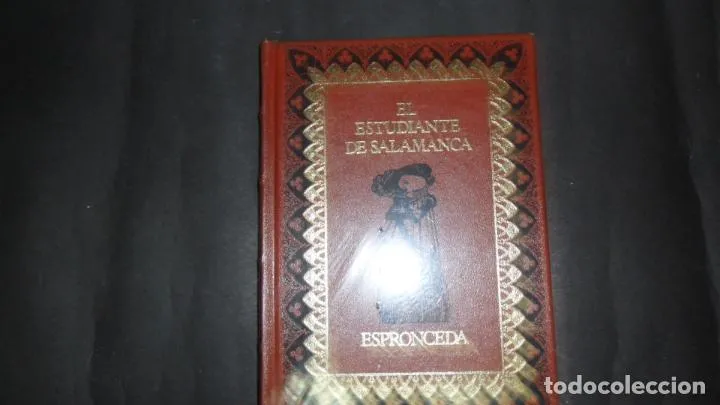 EL
ESTUDIANTE
DE SALAMANCA
ESPRONCEDA
todocoleccion